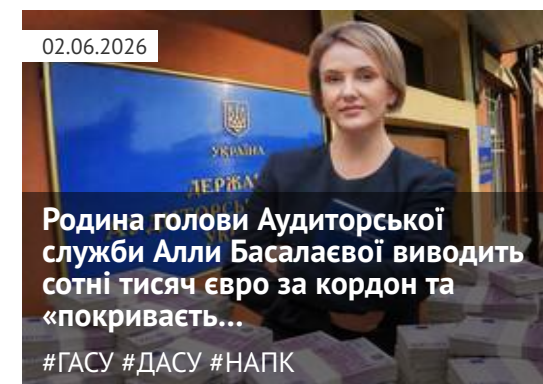 02.06.2026
УКРАЇНА
ДЕРЖА
Родина голови Аудиторської
служби Алли Басалаєвої виводить
сотні тисяч євро за кордон та
«покриваєть...
#ГАСУ #ДАСУ #НАПК